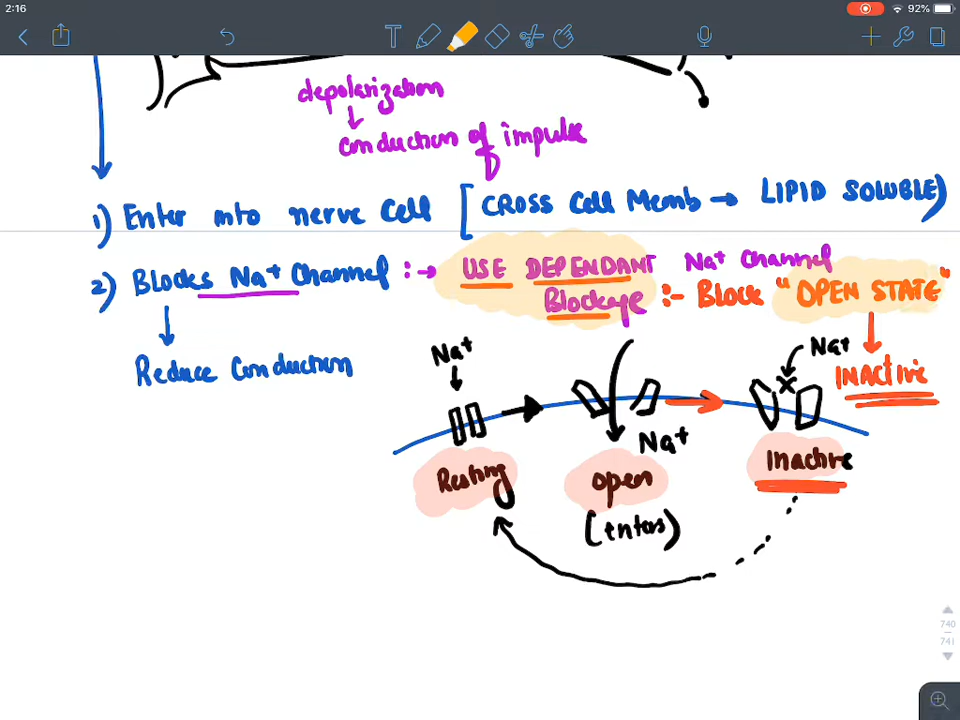 2:16
92%
T
depolarization
conduction of impulse
1) Enter into nerve Cell [CROSS Cell Memb → LIPID SOLUBLE)
2) Blocks Na+ Channel :→ USE DEPENDANT Na+ Channel
Blockage :- Block "OPEN STATE"
↓
Reduce Conduction
INACTIVE
Na+
Na+
Na+
Resting
open
(enters)
Inactive
740
741